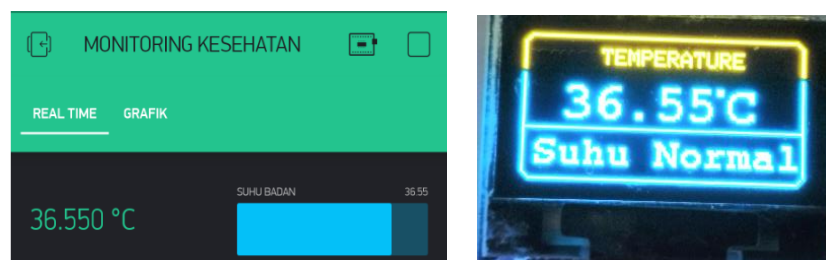 MONITORING KESEHATAN
REAL TIME GRAFIK
SUHU BADAN 36.55
36.550 °C
TEMPERATURE
36.55°C
Suhu Normal